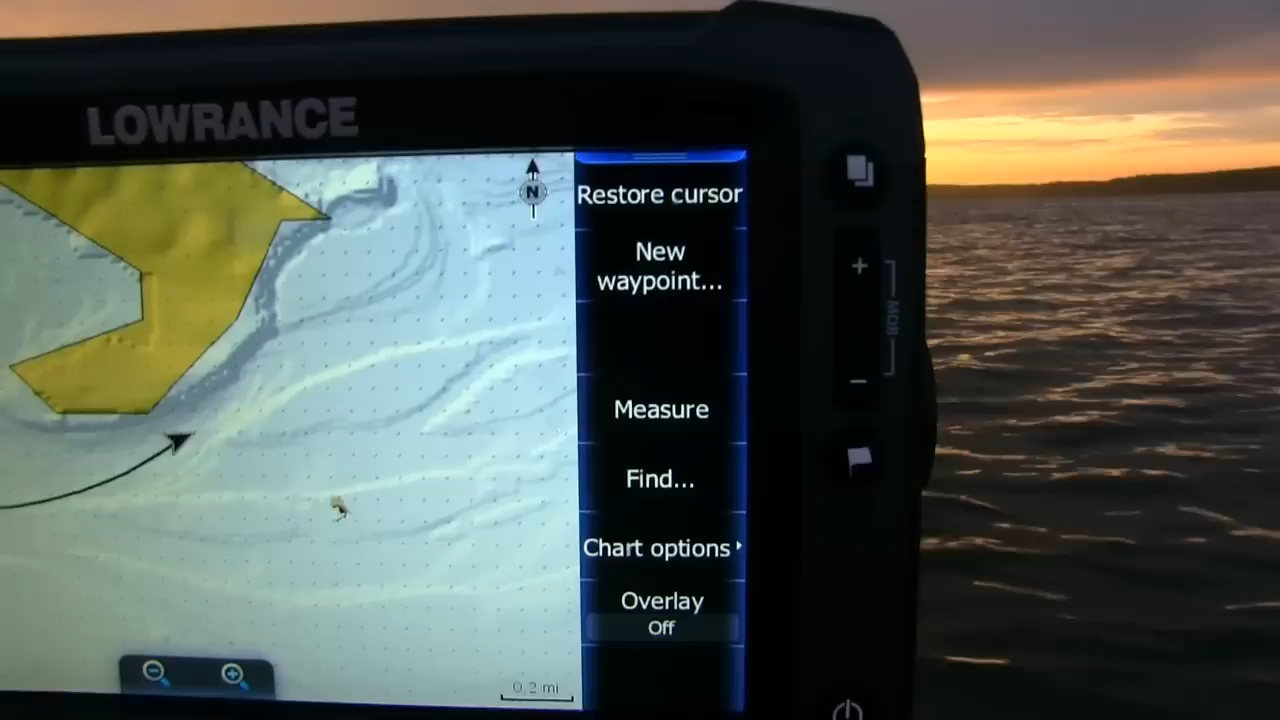 LOWRANCE
N
Restore cursor
New
waypoint...
+
MOB
−
Measure
Find...
Chart options
Overlay
Off
0.2 mi